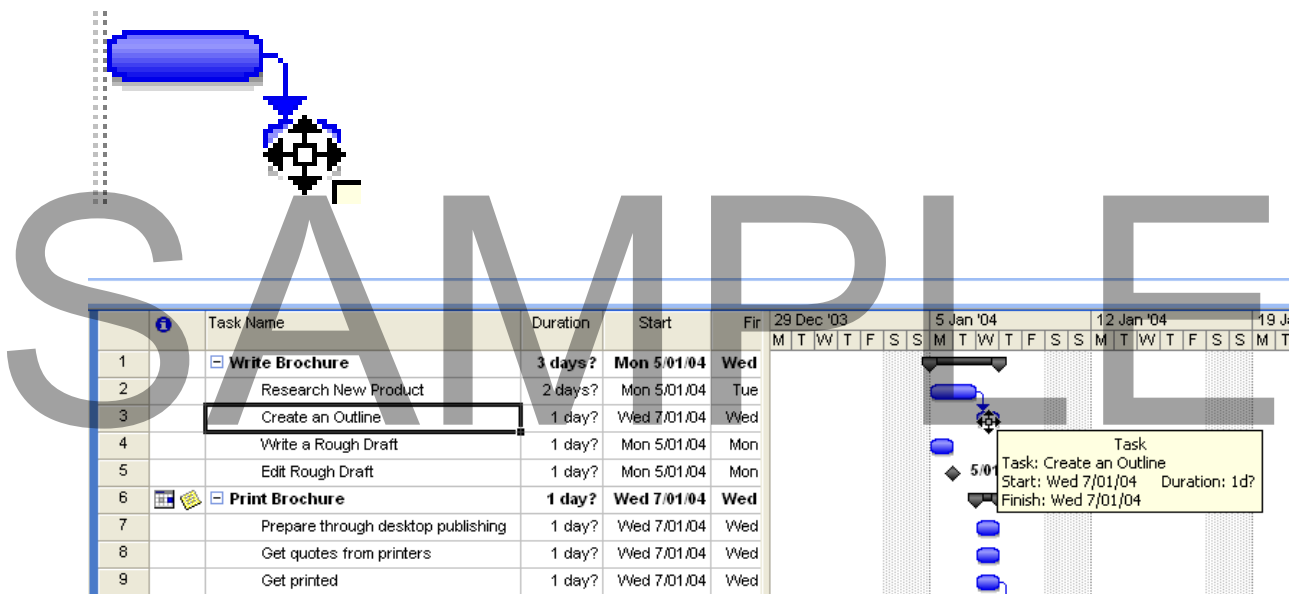 SAMPLE
Task Name Duration Start Fir 29 Dec '03 5 Jan '04 12 Jan '04 19 J
M T W T F S S M T W T F S S M T W T F S S M T
1 Write Brochure 3 days? Mon 5/01/04 Wed
2 Research New Product 2 days? Mon 5/01/04 Tue
3 Create an Outline 1 day? Wed 7/01/04 Wed
4 Write a Rough Draft 1 day? Mon 5/01/04 Mon
5 Edit Rough Draft 1 day? Mon 5/01/04 Mon 5/01
6 Print Brochure 1 day? Wed 7/01/04 Wed
7 Prepare through desktop publishing 1 day? Wed 7/01/04 Wed
8 Get quotes from printers 1 day? Wed 7/01/04 Wed
9 Get printed 1 day? Wed 7/01/04 Wed
Task
Task: Create an Outline
Start: Wed 7/01/04 Duration: 1d?
Finish: Wed 7/01/04